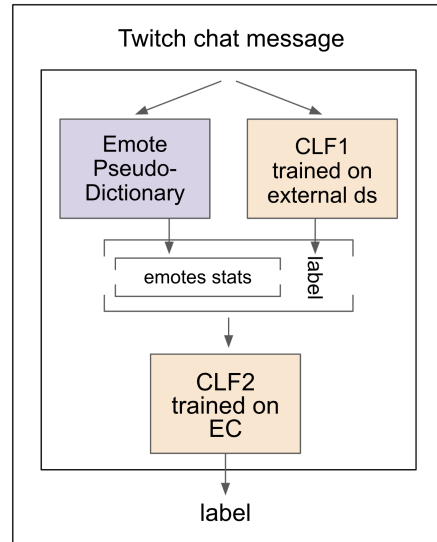 Twitch chat message
Emote
Pseudo-
Dictionary
CLF1
trained on
external ds
emotes stats
label
CLF2
trained on
EC
label